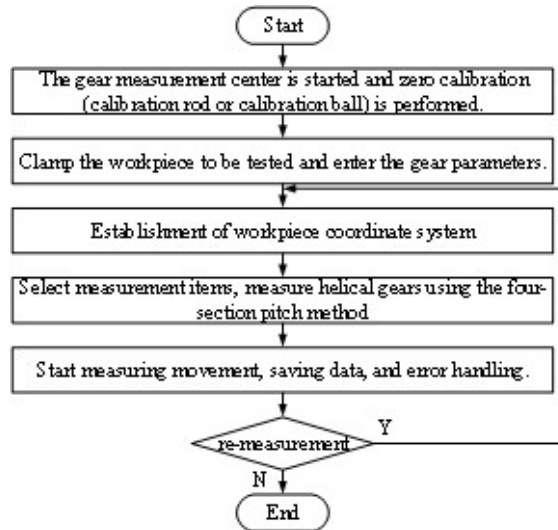 Start
The gear measurement center is started and zero calibration
(calibration rod or calibration ball) is performed.
Clamp the workpiece to be tested and enter the gear parameters.
Establishment of workpiece coordinate system
Select measurement items, measure helical gears using the four-
section pitch method
Start measuring movement, saving data, and error handling.
re-measurement
Y
N
End